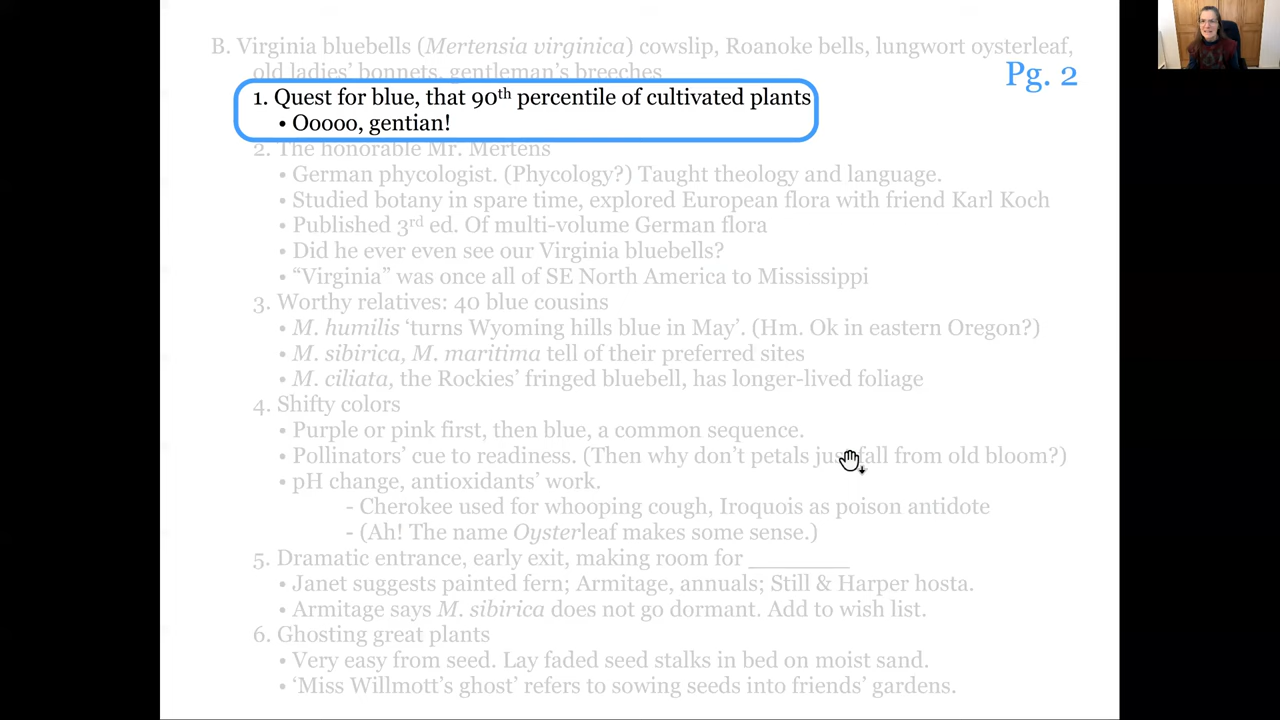 B. Virginia bluebells (Mertensa virginica) cowslip, Roanoke bells, lungwort oysterleaf,
old ladies' bonnets, gentleman's breeches
Pg. 2
1. Quest for blue, that 90th percentile of cultivated plants
• Ooooo, gentian!
2. The honorable Mr. Mertens
• German phycologist. (Phycology?) Taught theology and language.
• Studied botany in spare time, explored European flora with friend Karl Koch
• Published 3rd ed. Of multi-volume German flora
• Did he ever even see our Virginia bluebells?
• “Virginia” was once all of SE North America to Mississippi
3. Worthy relatives: 40 blue cousins
• M. humilis ‘turns Wyoming hills blue in May’. (Hm. Ok in eastern Oregon?)
• M. sibirica, M. maritima tell of their preferred sites
• M. ciliata, the Rockies’ fringed bluebell, has longer-lived foliage
4. Shifty colors
• Purple or pink first, then blue, a common sequence.
• Pollinators’ cue to readiness. (Then why don’t petals just fall from old bloom?)
• pH change, antioxidants’ work.
- Cherokee used for whooping cough, Iroquois as poison antidote
- (Ah! The name Oysterleaf makes some sense.)
5. Dramatic entrance, early exit, making room for ________
• Janet suggests painted fern; Armitage, annuals; Still & Harper hosta.
• Armitage says M. sibirica does not go dormant. Add to wish list.
6. Ghosting great plants
• Very easy from seed. Lay faded seed stalks in bed on moist sand.
• ‘Miss Willmott’s ghost’ refers to sowing seeds into friends’ gardens.